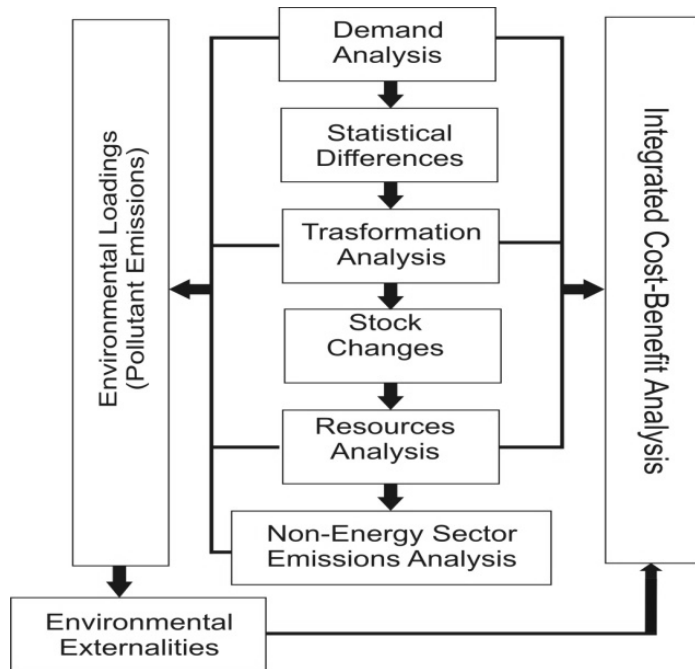 Demand
Analysis
Statistical
Differences
Trasformation
Analysis
Stock
Changes
Resources
Analysis
Non-Energy Sector
Emissions Analysis
Environmental Loadings
(Pollutant Emissions)
Integrated Cost-Benefit Analysis
Environmental
Externalities